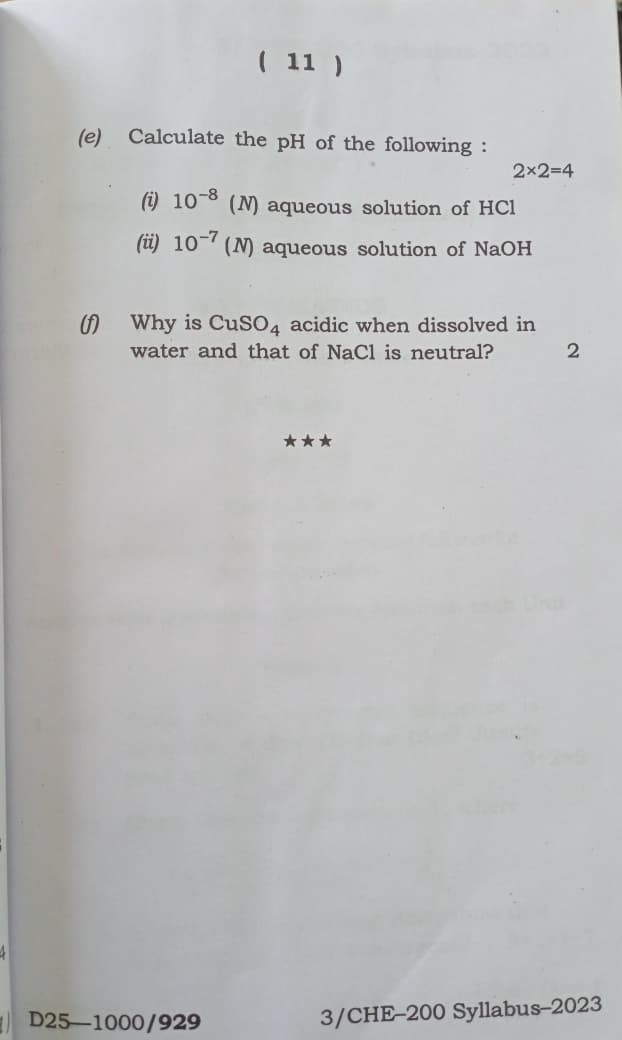 ( 11 )
(e) Calculate the pH of the following :
2×2=4
(i) 10⁻⁸ (N) aqueous solution of HCl
(ii) 10⁻⁷ (N) aqueous solution of NaOH
(f) Why is CuSO₄ acidic when dissolved in
water and that of NaCl is neutral? 2
★★★
D25—1000/929 3/CHE–200 Syllabus–2023